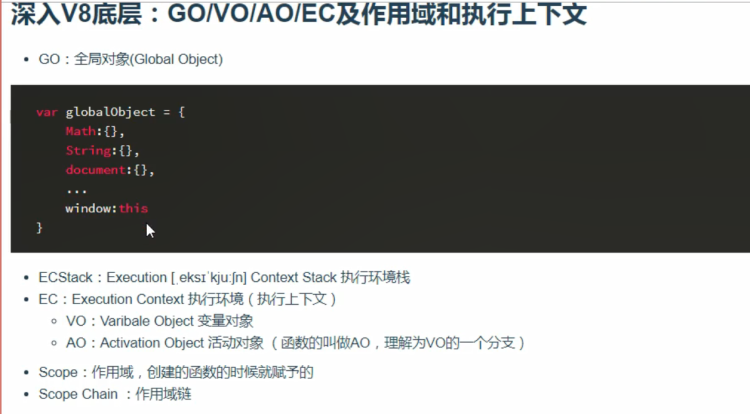 深入V8底层：GO/VO/AO/EC及作用域和执行上下文
GO：全局对象(Global Object)
var globalObject = {
Math:{},
String:{},
document:{},
...
window:this
}
ECStack：Execution [ˌeksɪˈkjuːʃn] Context Stack 执行环境栈
EC：Execution Context 执行环境（执行上下文）
VO：Varibale Object 变量对象
AO：Activation Object 活动对象 （函数的叫做AO，理解为VO的一个分支）
Scope：作用域，创建的函数的时候就赋予的
Scope Chain ：作用域链